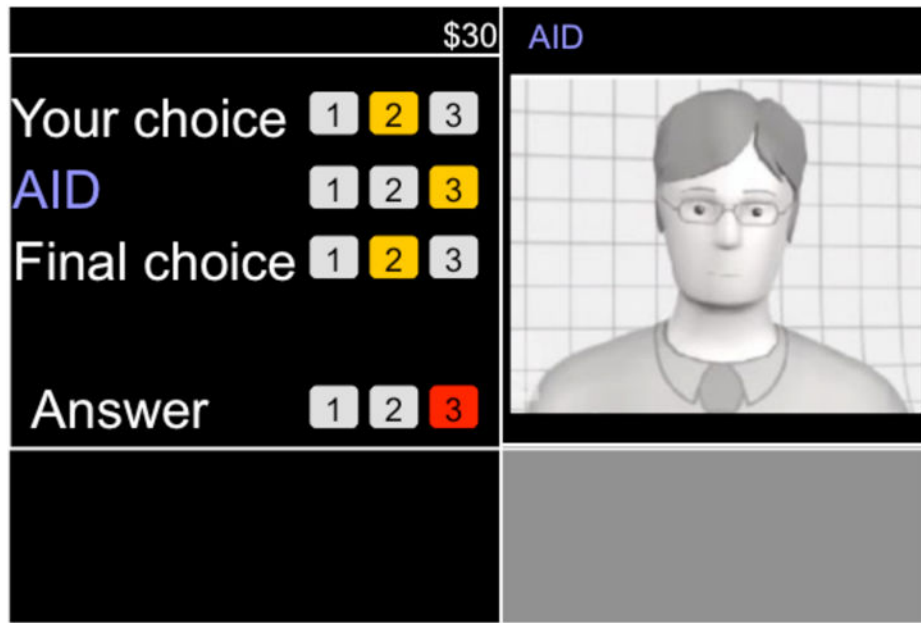 $30
AID
Your choice 1 2 3
AID 1 2 3
Final choice 1 2 3
Answer 1 2 3